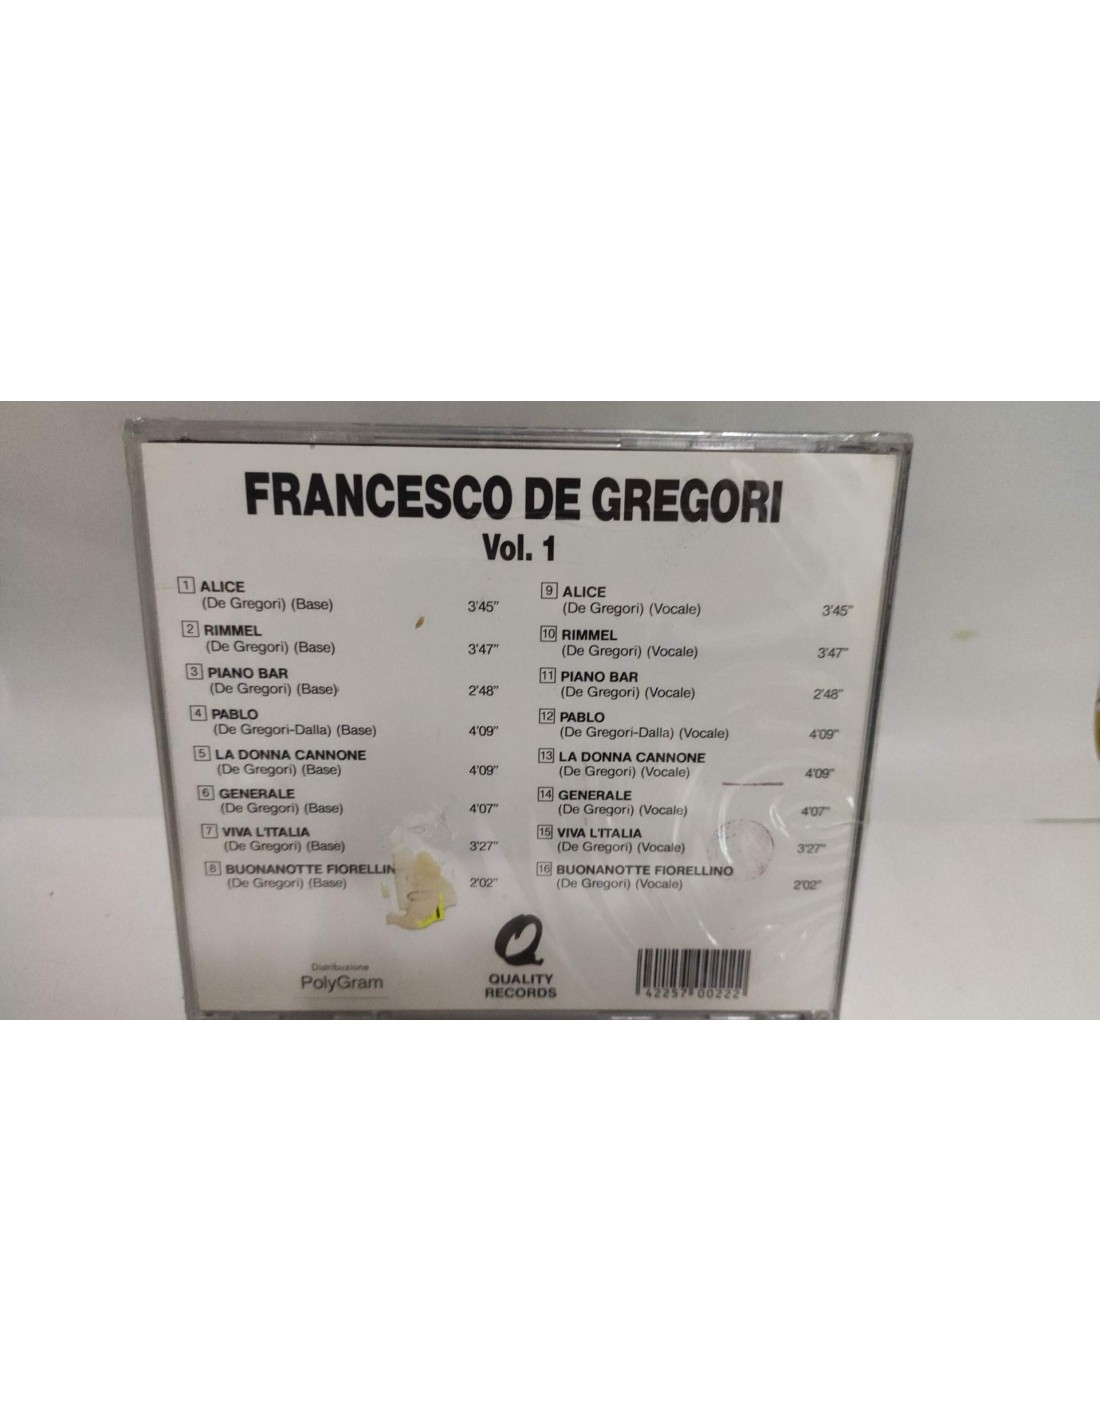 FRANCESCO DE GREGORI
Vol. 1
1 ALICE
(De Gregori) (Base) 3'45"
2 RIMMEL
(De Gregori) (Base) 3'47"
3 PIANO BAR
(De Gregori) (Base) 2'48"
4 PABLO
(De Gregori-Dalla) (Base) 4'09"
5 LA DONNA CANNONE
(De Gregori) (Base) 4'09"
6 GENERALE
(De Gregori) (Base) 4'07"
7 VIVA L'ITALIA
(De Gregori) (Base) 3'27"
8 BUONANOTTE FIORELLIN
(De Gregori) (Base) 2'02"
9 ALICE
(De Gregori) (Vocale) 3'45"
10 RIMMEL
(De Gregori) (Vocale) 3'47"
11 PIANO BAR
(De Gregori) (Vocale) 2'48"
12 PABLO
(De Gregori-Dalla) (Vocale) 4'09"
13 LA DONNA CANNONE
(De Gregori) (Vocale) 4'09"
14 GENERALE
(De Gregori) (Vocale) 4'07"
15 VIVA L'ITALIA
(De Gregori) (Vocale) 3'27"
16 BUONANOTTE FIORELLINO
(De Gregori) (Vocale) 2'02"
Distribuzione
PolyGram
QUALITY
RECORDS
42257 00222